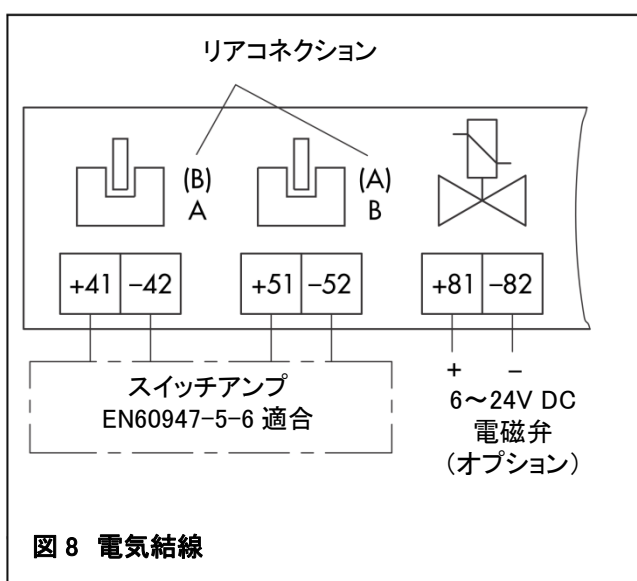 リアコネクション
(B)
A
(A)
B
+41 −42
+51 −52
+81 −82
スイッチアンプ
EN60947-5-6 適合
+ −
6～24V DC
電磁弁
（オプション）
図 8 電気結線